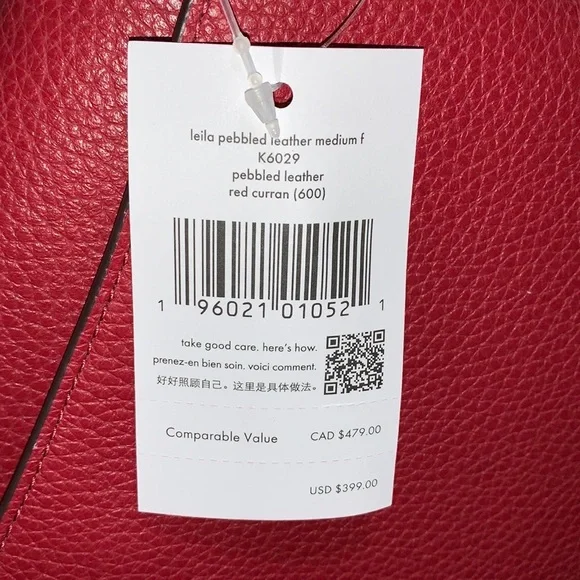 leila pebbled leather medium f
K6029
pebbled leather
red curran (600)
1 96021 01052 1
take good care. here's how.
prenez-en bien soin. voici comment.
好好照顾自己。这里是具体做法。
Comparable Value CAD $479.00
USD $399.00